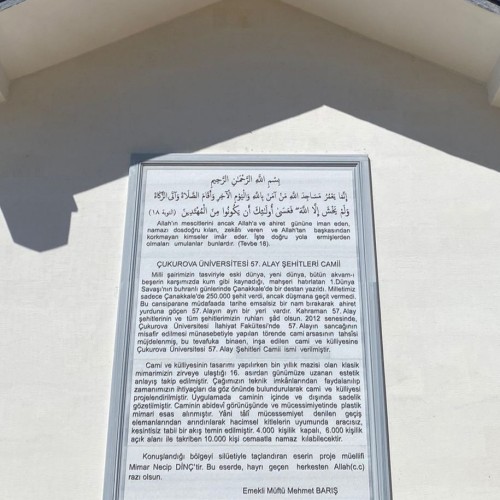 بِسْمِ اللَّهِ الرَّحْمٰنِ الرَّحِيمِ
إِنَّمَا يَعْمُرُ مَسَاجِدَ اللَّهِ مَنْ آمَنَ بِاللَّهِ وَالْيَوْمِ الْآخِرِ وَأَقَامَ الصَّلَاةَ وَآتَى الزَّكَاةَ
وَلَمْ يَخْشَ إِلَّا اللَّهَ ۖ فَعَسَىٰ أُولَٰئِكَ أَن يَكُونُوا مِنَ الْمُهْتَدِينَ (التوبة ١٨)
Allah'ın mescitlerini ancak Allah'a ve ahiret gününe iman eden,
namazı dosdoğru kılan, zekâtı veren ve Allah'tan başkasından
korkmayan kimseler imâr eder. İşte doğru yola ermişlerden
olmaları umulanlar bunlardır. (Tevbe 18)
ÇUKUROVA ÜNİVERSİTESİ 57. ALAY ŞEHİTLERİ CAMİİ
Milli şairimizin tasviriyle eski dünya, yeni dünya, bütün akvam-ı
beşerin karşımızda kum gibi kaynadığı, mahşeri hatırlatan 1.Dünya
Savaşı'nın buhranlı günlerinde Çanakkale'de bir destan yazıldı. Milletimiz
sadece Çanakkale'de 250.000 şehit verdi, ancak düşmana geçit vermedi.
Bu cansiparane müdafaada tarihe emsalsiz bir nam bırakarak ahiret
yurduna göçen 57. Alayın ayrı bir yeri vardır. Kahraman 57. Alay
şehitlerinin ve tüm şehitlerimizin ruhları şâd olsun. 2012 senesinde,
Çukurova Üniversitesi İlahiyat Fakültesi'nde 57. Alayın sancağının
misafir edilmesi münasebetiyle yapılan törende cami arsasının tahsisi
müjdelenmiş, bu tevafuka binaen, inşa edilen cami ve külliyesine
Çukurova Üniversitesi 57. Alay Şehitleri Camii ismi verilmiştir.
Cami ve külliyesinin tasarımı yapılırken bin yıllık mazisi olan klasik
mimarimizin zirveye ulaştığı 16. asırdan günümüze uzanan estetik
anlayış takip edilmiştir. Çağımızın teknik imkânlarından faydalanılıp
zamanımızın ihtiyaçları da göz önünde bulundurularak cami ve külliyesi
projelendirilmiştir. Uygulamada caminin içinde ve dışında sadelik
gözetilmiştir. Caminin abidevî görünüşünde ve mücessimiyetinde plastik
mimari esas alınmıştır. Yâni tâlî mücessemiyet denilen geçiş
elemanlarından arındırılarak hacimsel kitlelerin uyumunda aracısız,
kesintisiz tabii bir akış temin edilmiştir. 4.000 kişilik kapalı, 6.000 kişilik
açık alanı ile takriben 10.000 kişi cemaatla namaz kılınabilecektir.
Konuşlandığı bölgeyi silüetiyle taçlandıran eserin proje müellifi
Mimar Necip DİNÇ'tir. Bu eserde, hayrı geçen herkesten Allah(c.c)
razı olsun.
Emekli Müftü Mehmet BARIŞ